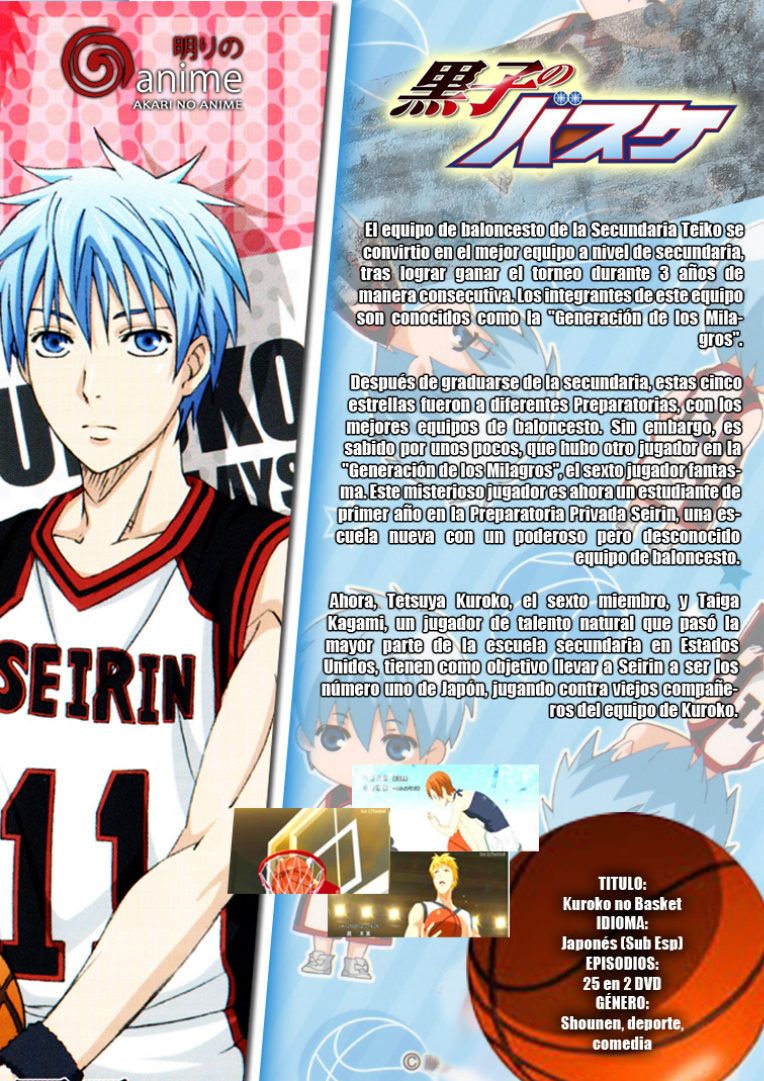 明りの
anime
AKARI NO ANIME
黒子の
バスケ
El equipo de baloncesto de la Secundaria Teiko se
convirtio en el mejor equipo a nivel de secundaria,
tras lograr ganar el torneo durante 3 años de
manera consecutiva. Los integrantes de este equipo
son conocidos como la "Generación de los Mila-
gros".
Después de graduarse de la secundaria, estas cinco
estrellas fueron a diferentes Preparatorias, con los
mejores equipos de baloncesto. Sin embargo, es
sabido por unos pocos, que hubo otro jugador en la
"Generación de los Milagros", el sexto jugador fantas-
ma. Este misterioso jugador es ahora un estudiante de
primer año en la Preparatoria Privada Seirin, una es-
cuela nueva con un poderoso pero desconocido
equipo de baloncesto.
Ahora, Tetsuya Kuroko, el sexto miembro, y Taiga
Kagami, un jugador de talento natural que pasó la
mayor parte de la escuela secundaria en Estados
Unidos, tienen como objetivo llevar a Seirin a ser los
número uno de Japón, jugando contra viejos compañe-
ros del equipo de Kuroko.
SEIRIN
11
TITULO:
Kuroko no Basket
IDIOMA:
Japonés (Sub Esp)
EPISODIOS:
25 en 2 DVD
GÉNERO:
Shounen, deporte,
comedia
©